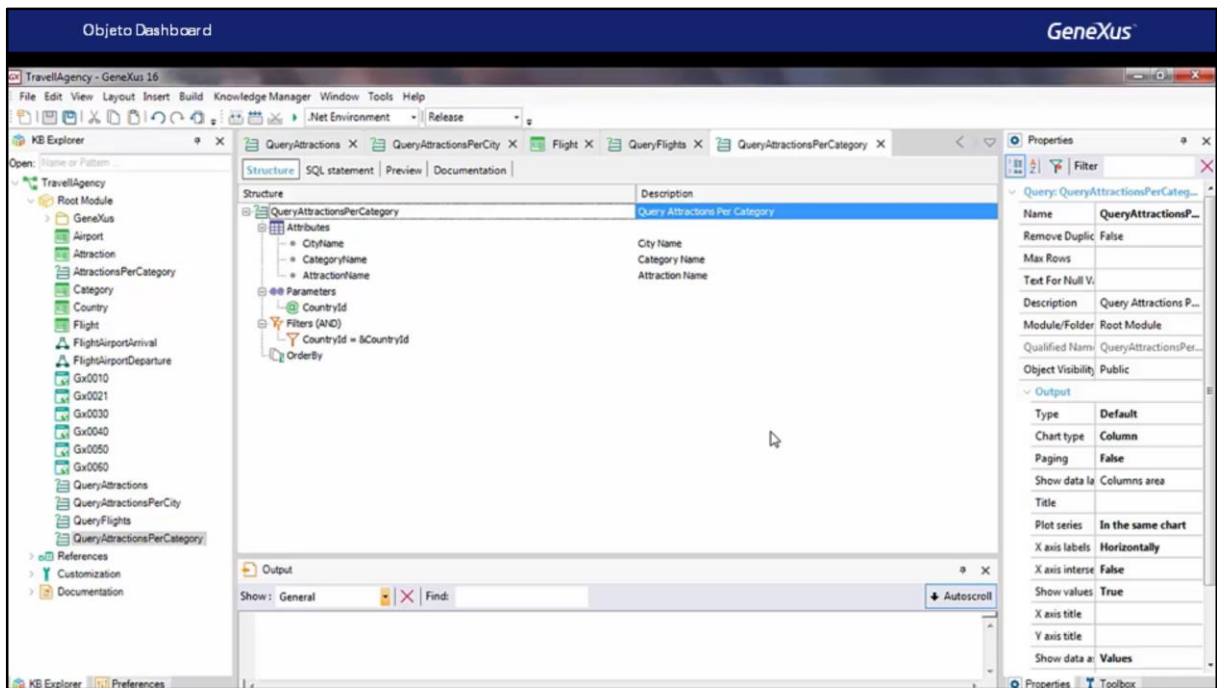 Objeto Dashboard
GeneXus
TravellAgency - GeneXus 16
File Edit View Layout Insert Build Knowledge Manager Window Tools Help
.Net Environment Release
KB Explorer
Open: Name or Pattern ...
TravellAgency
Root Module
GeneXus
Airport
Attraction
AttractionsPerCategory
Category
Country
Flight
FlightAirportArrival
FlightAirportDeparture
Gx0010
Gx0021
Gx0030
Gx0040
Gx0050
Gx0060
QueryAttractions
QueryAttractionsPerCity
QueryFlights
QueryAttractionsPerCategory
References
Customization
Documentation
KB Explorer Preferences
QueryAttractions QueryAttractionsPerCity Flight QueryFlights QueryAttractionsPerCategory
Structure SQL statement Preview Documentation
Structure Description
QueryAttractionsPerCategory Query Attractions Per Category
Attributes
CityName City Name
CategoryName Category Name
AttractionName Attraction Name
Parameters
CountryId
Filters (AND)
CountryId = &CountryId
OrderBy
Output
Show: General Find: Autoscroll
Properties
Filter
Query: QueryAttractionsPerCateg...
Name QueryAttractionsP...
Remove Duplic False
Max Rows
Text For Null V
Description Query Attractions P...
Module/Folder Root Module
Qualified Nam QueryAttractionsPer...
Object Visibility Public
Output
Type Default
Chart type Column
Paging False
Show data la Columns area
Title
Plot series In the same chart
X axis labels Horizontally
X axis interse False
Show values True
X axis title
Y axis title
Show data a Values
Properties Toolbox